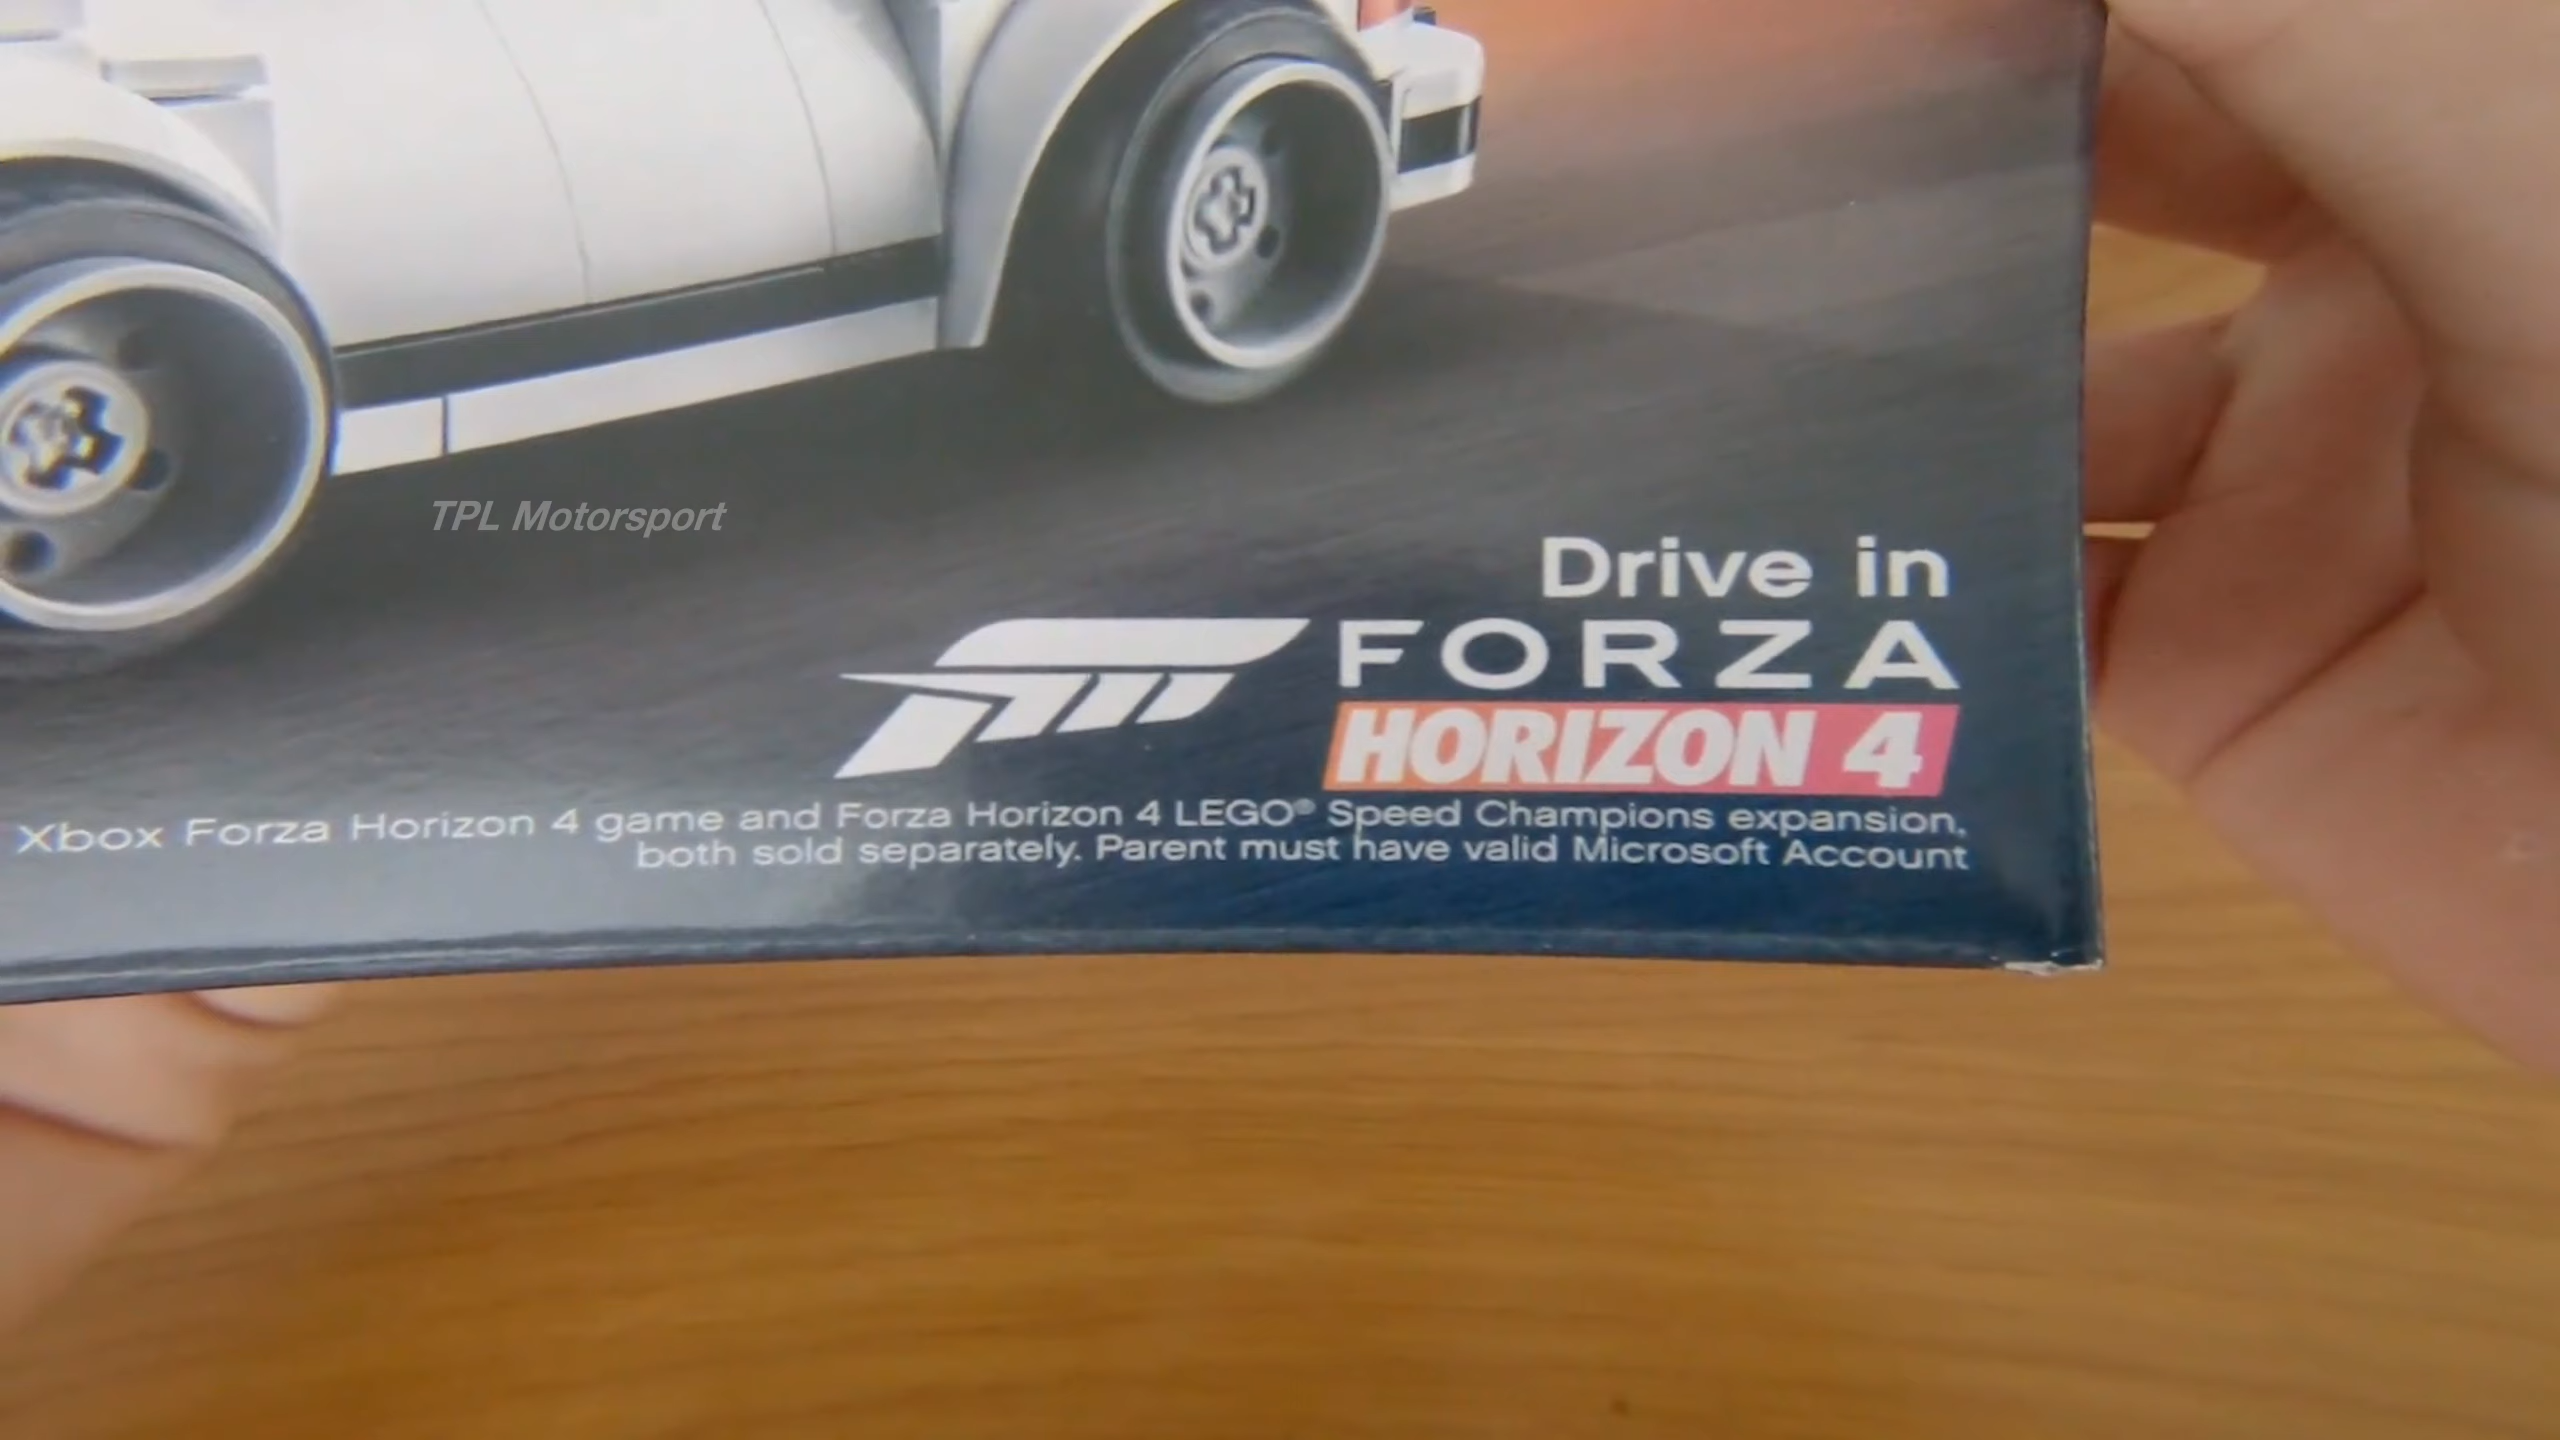 TPL Motorsport
Drive in
FORZA
HORIZON 4
Xbox Forza Horizon 4 game and Forza Horizon 4 LEGO® Speed Champions expansion,
both sold separately. Parent must have valid Microsoft Account